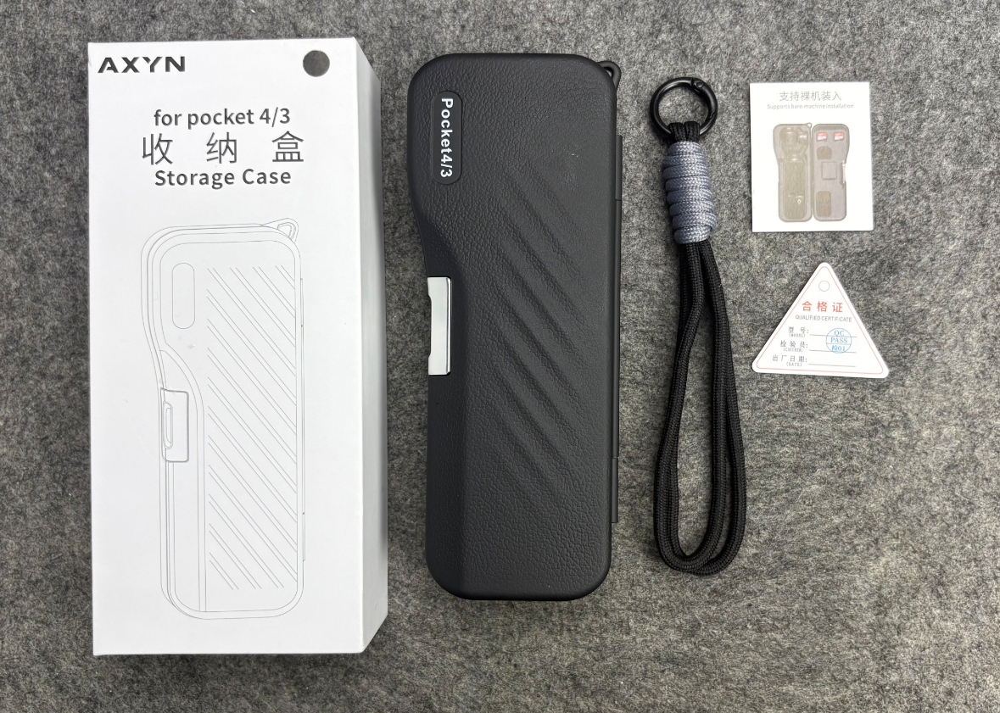 AXYN
for pocket 4/3
收 纳 盒
Storage Case
Pocket4/3
支持裸机装入
Supports bare-machine installation
合格证
QUALIFIED CERTIFICATE
型 号:
(MODEL)
检 验 员:
出 厂 日 期:
(DATE)
QC
PASS